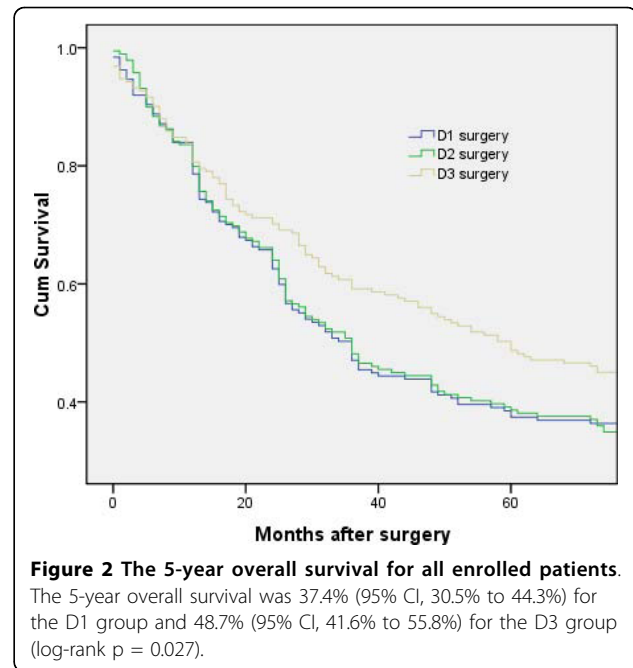 1.0
0.8
0.6
0.4
Cum Survival
D1 surgery
D2 surgery
D3 surgery
0 20 40 60
Months after surgery
Figure 2 The 5-year overall survival for all enrolled patients.
The 5-year overall survival was 37.4% (95% CI, 30.5% to 44.3%) for
the D1 group and 48.7% (95% CI, 41.6% to 55.8%) for the D3 group
(log-rank p = 0.027).